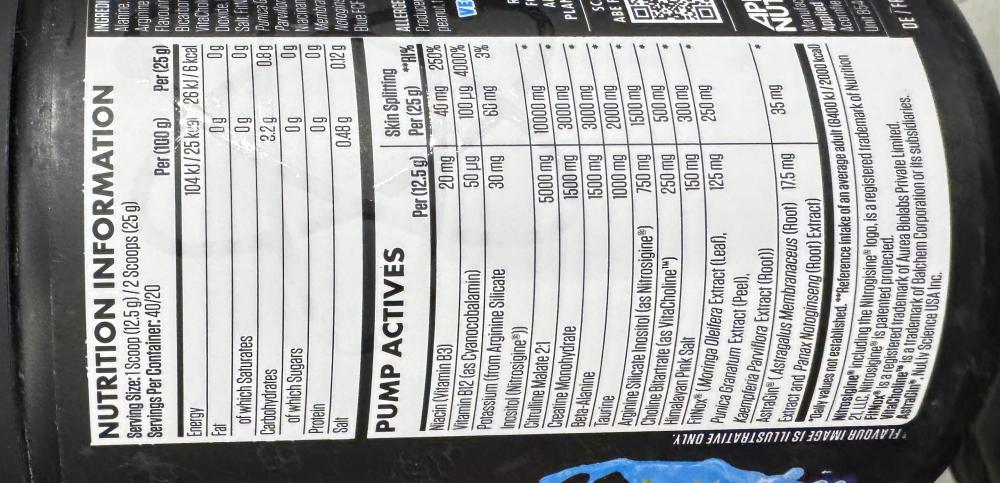 NUTRITION INFORMATION
Serving Size: 1 Scoop (12.5 g) / 2 Scoops (25 g)
Servings Per Container: 40/20
Per (100 g) Per (25 g)
Energy 104 kJ / 25 kcal 26 kJ / 6 kcal
Fat 0 g 0 g
of which Saturates 0 g 0 g
Carbohydrates 3.2 g 0.8 g
of which Sugars 0 g 0 g
Protein 0 g 0 g
Salt 0.48 g 0.12 g
PUMP ACTIVES
Skin Splitting
Per (12.5 g) Per (25 g) **RI%
Niacin (Vitamin B3) 20 mg 40 mg 250%
Vitamin B12 (as Cyanocobalamin) 50 µg 100 µg 4000%
Potassium (from Arginine Silicate 30 mg 60 mg 3%
Inositol (Nitrosigine®))
Citrulline Malate 2:1 5000 mg 10000 mg *
Creatine Monohydrate 1500 mg 3000 mg *
Beta-Alanine 1500 mg 3000 mg *
Taurine 1000 mg 2000 mg *
Arginine Silicate Inositol (as Nitrosigine®) 750 mg 1500 mg *
Choline Bitartrate (as VitaCholine™) 250 mg 500 mg *
Himalayan Pink Salt 150 mg 300 mg *
FitNox® (Moringa Oleifera Extract (Leaf), 125 mg 250 mg *
Punica Granatum Extract (Peel),
Kaempferia Parviflora Extract (Root))
AstraGin® (Astragalus Membranaceus (Root) 17.5 mg 35 mg *
Extract and Panax Notoginseng (Root) Extract)
*Daily values not established. **Reference Intake of an average adult (8400 kJ / 2000 kcal)
Nitrosigine® including the Nitrosigine® logo, is a registered trademark of Nutrition
21, LLC. Nitrosigine® is patented protected.
FitNox® is a registered trademark of Aurea Biolabs Private Limited.
VitaCholine™ is a trademark of Balchem Corporation or its subsidiaries.
AstraGin® NuLiv Science USA Inc.
*FLAVOUR IMAGE IS ILLUSTRATIVE ONLY.
Alanine,
Arginine